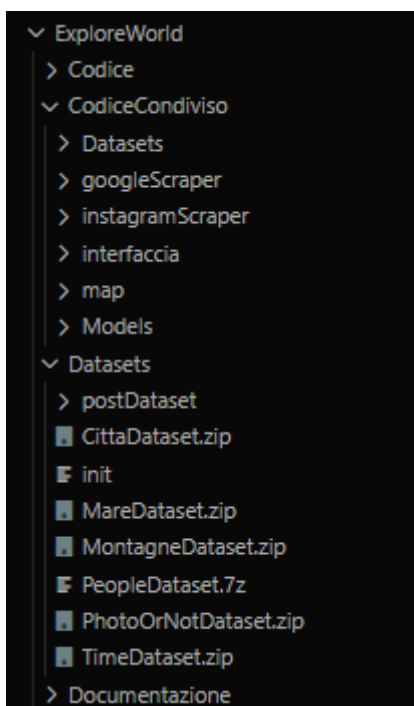 ExploreWorld
Codice
CodiceCondiviso
Datasets
googleScraper
instagramScraper
interfaccia
map
Models
Datasets
postDataset
CittaDataset.zip
init
MareDataset.zip
MontagneDataset.zip
PeopleDataset.7z
PhotoOrNotDataset.zip
TimeDataset.zip
Documentazione